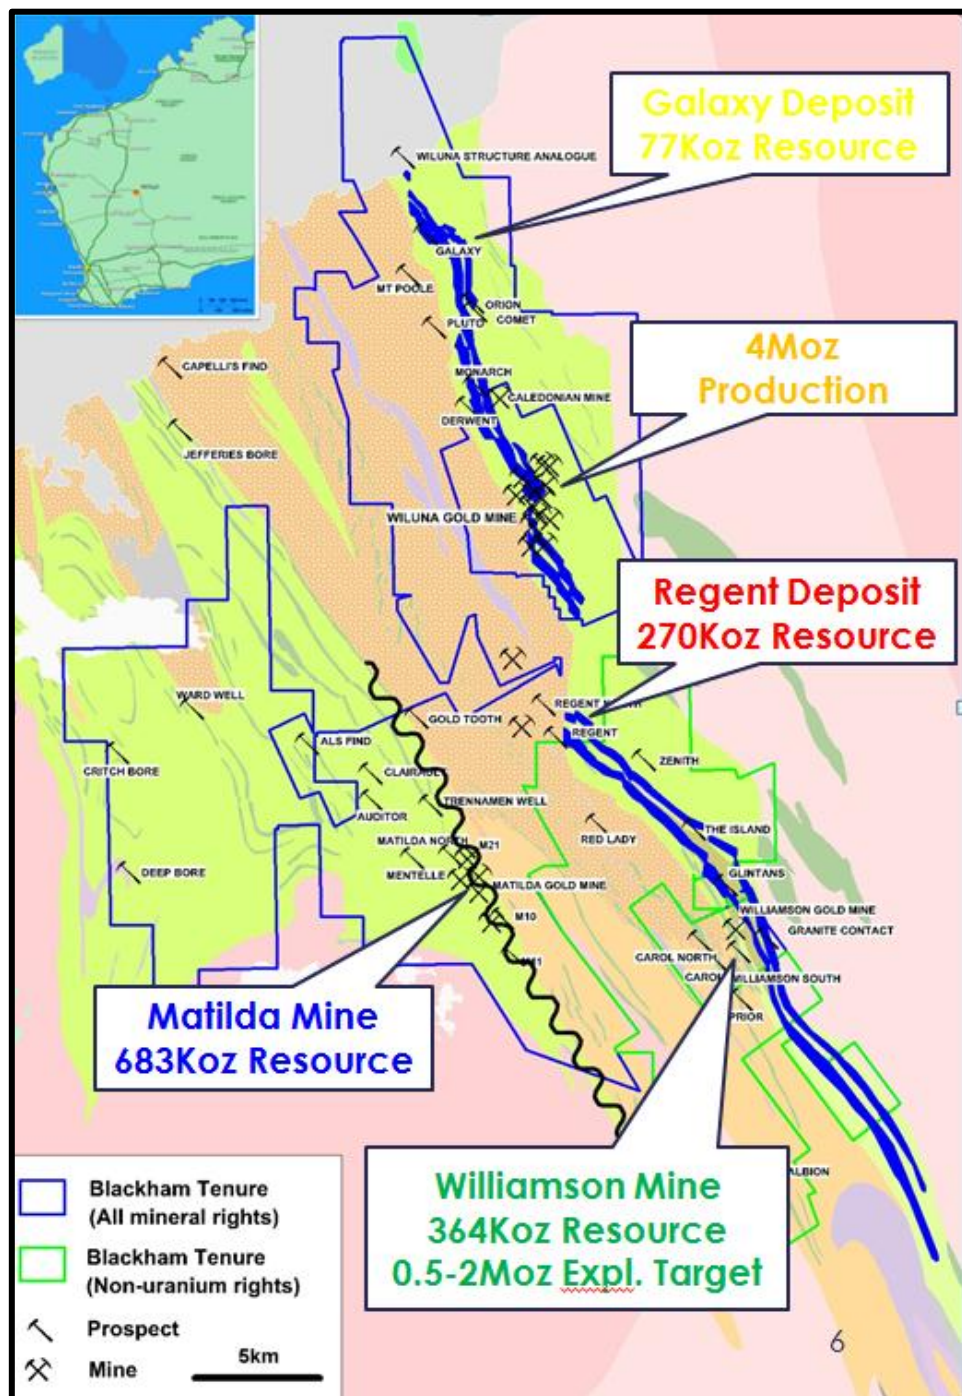 Galaxy Deposit
77Koz Resource
WILUNA STRUCTURE ANALOGUE
GALAXY
MT POOLE
ORION
COMET
PLUTO
4Moz
Production
MONARCH
CAPELLI'S FIND
CALEDONIAN MINE
DERWENT
JEFFERIES BORE
WILUNA GOLD MINE
Regent Deposit
270Koz Resource
WARD WELL
REGENT
GOLD TOOTH
REGENT
ALS FIND
ZENITH
CRITCH BORE
CLAIRAULT
TRENNAMEN WELL
AUDITOR
THE ISLAND
RED LADY
MATILDA NORTH
M21
DEEP BORE
MENTELLE
GLINTANS
MATILDA GOLD MINE
WILLIAMSON GOLD MINE
M10
GRANITE CONTACT
CAROL NORTH
WILLIAMSON SOUTH
PRIOR
Matilda Mine
683Koz Resource
ALBION
Williamson Mine
364Koz Resource
0.5-2Moz Expl. Target
Blackham Tenure
(All mineral rights)
Blackham Tenure
(Non-uranium rights)
Prospect
Mine
5km
6